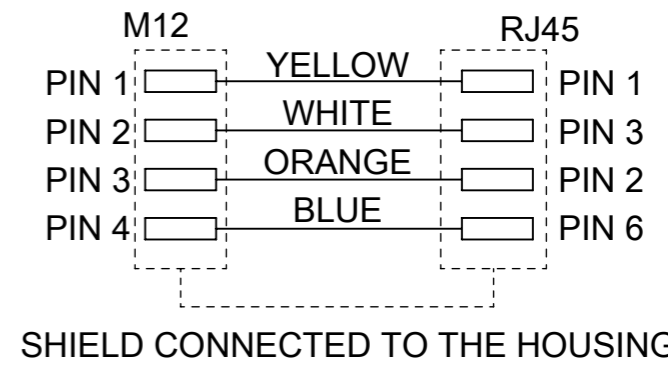 M12 RJ45
PIN 1 YELLOW PIN 1
PIN 2 WHITE PIN 3
PIN 3 ORANGE PIN 2
PIN 4 BLUE PIN 6
SHIELD CONNECTED TO THE HOUSING